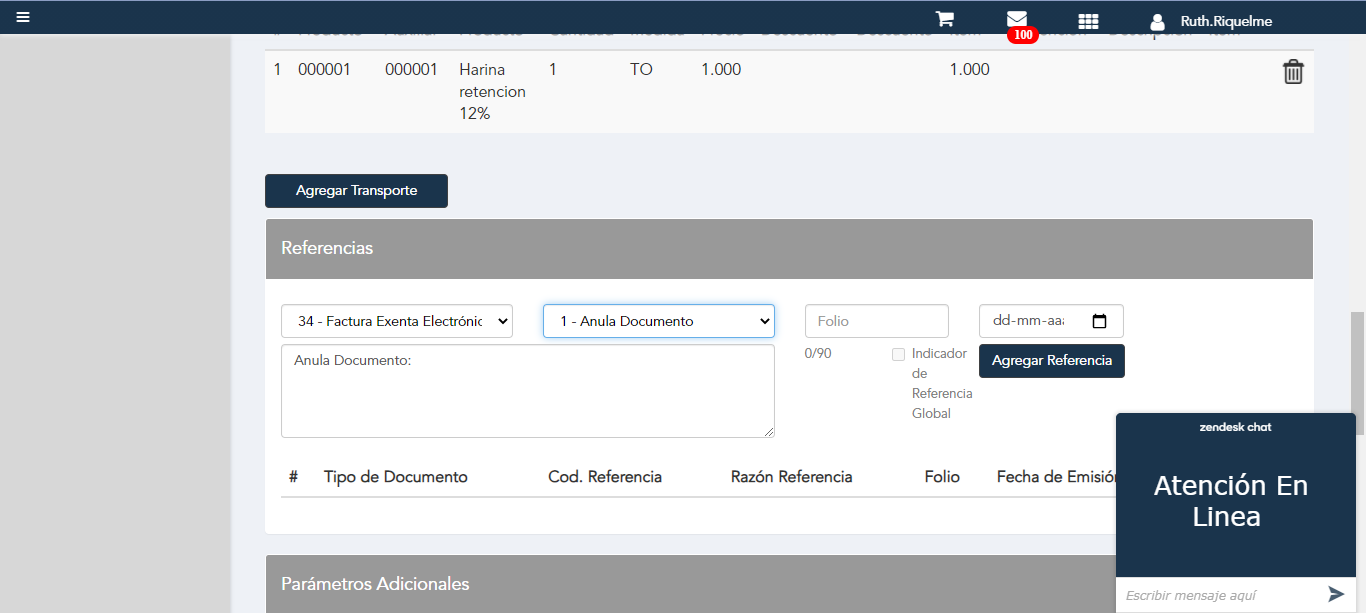 Ruth.Riquelme
100
1 000001 000001 Harina 1 TO 1.000 1.000
retencion
12%
Agregar Transporte
Referencias
34 - Factura Exenta Electrónic 1 - Anula Documento Folio dd-mm-aa
Anula Documento:
0/90
Indicador
de
Referencia
Global
Agregar Referencia
# Tipo de Documento Cod. Referencia Razón Referencia Folio Fecha de Emisión
Parámetros Adicionales
zendesk chat
Atención En
Linea
Escribir mensaje aquí